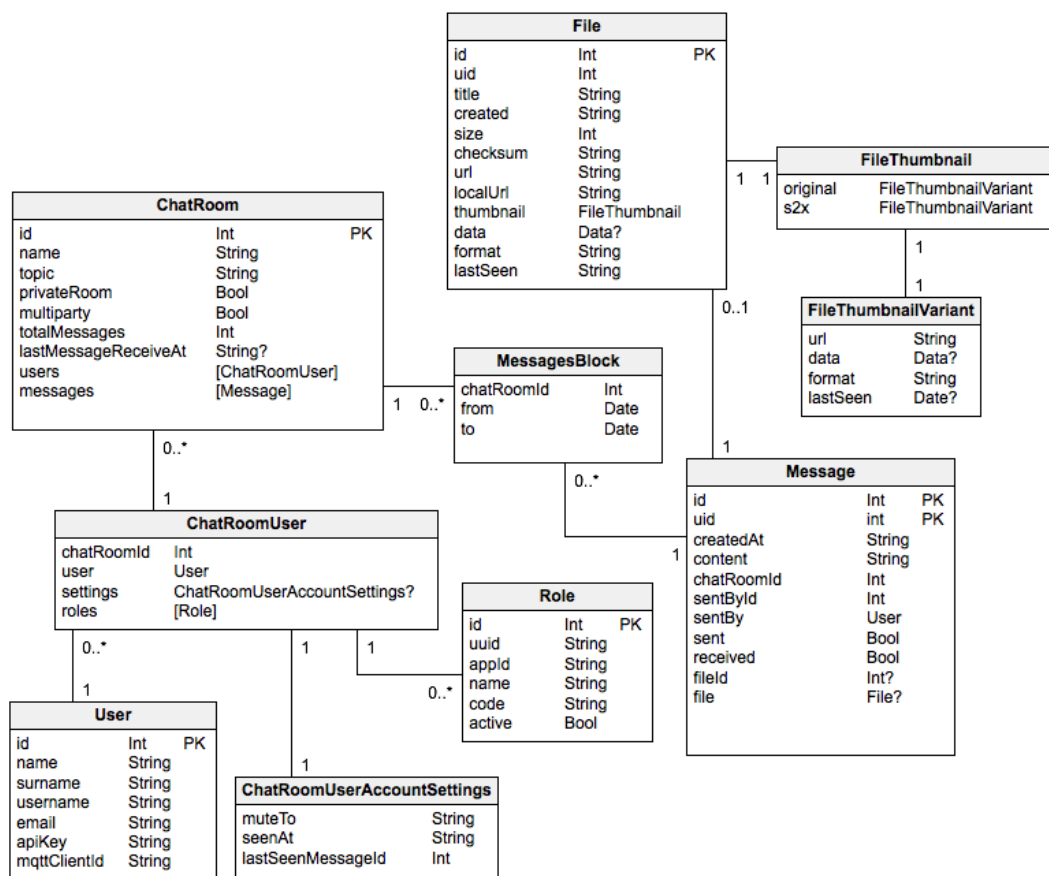 File
id Int PK
uid Int
title String
created String
size Int
checksum String
url String
localUrl String
thumbnail FileThumbnail
data Data?
format String
lastSeen String
1 1
0..1
FileThumbnail
original FileThumbnailVariant
s2x FileThumbnailVariant
1
1
FileThumbnailVariant
url String
data Data?
format String
lastSeen Date?
ChatRoom
id Int PK
name String
topic String
privateRoom Bool
multiparty Bool
totalMessages Int
lastMessageReceiveAt String?
users [ChatRoomUser]
messages [Message]
1 0..*
0..*
1
MessagesBlock
chatRoomId Int
from Date
to Date
0..*
1
1
Message
id Int PK
uid int PK
createdAt String
content String
chatRoomId Int
sentById Int
sentBy User
sent Bool
received Bool
fileId Int?
file File?
ChatRoomUser
chatRoomId Int
user User
settings ChatRoomUserAccountSettings?
roles [Role]
0..*
1
1
1
1
0..*
Role
id Int PK
uuid String
appId String
name String
code String
active Bool
User
id Int PK
name String
surname String
username String
email String
apiKey String
mqttClientId String
ChatRoomUserAccountSettings
muteTo String
seenAt String
lastSeenMessageId Int